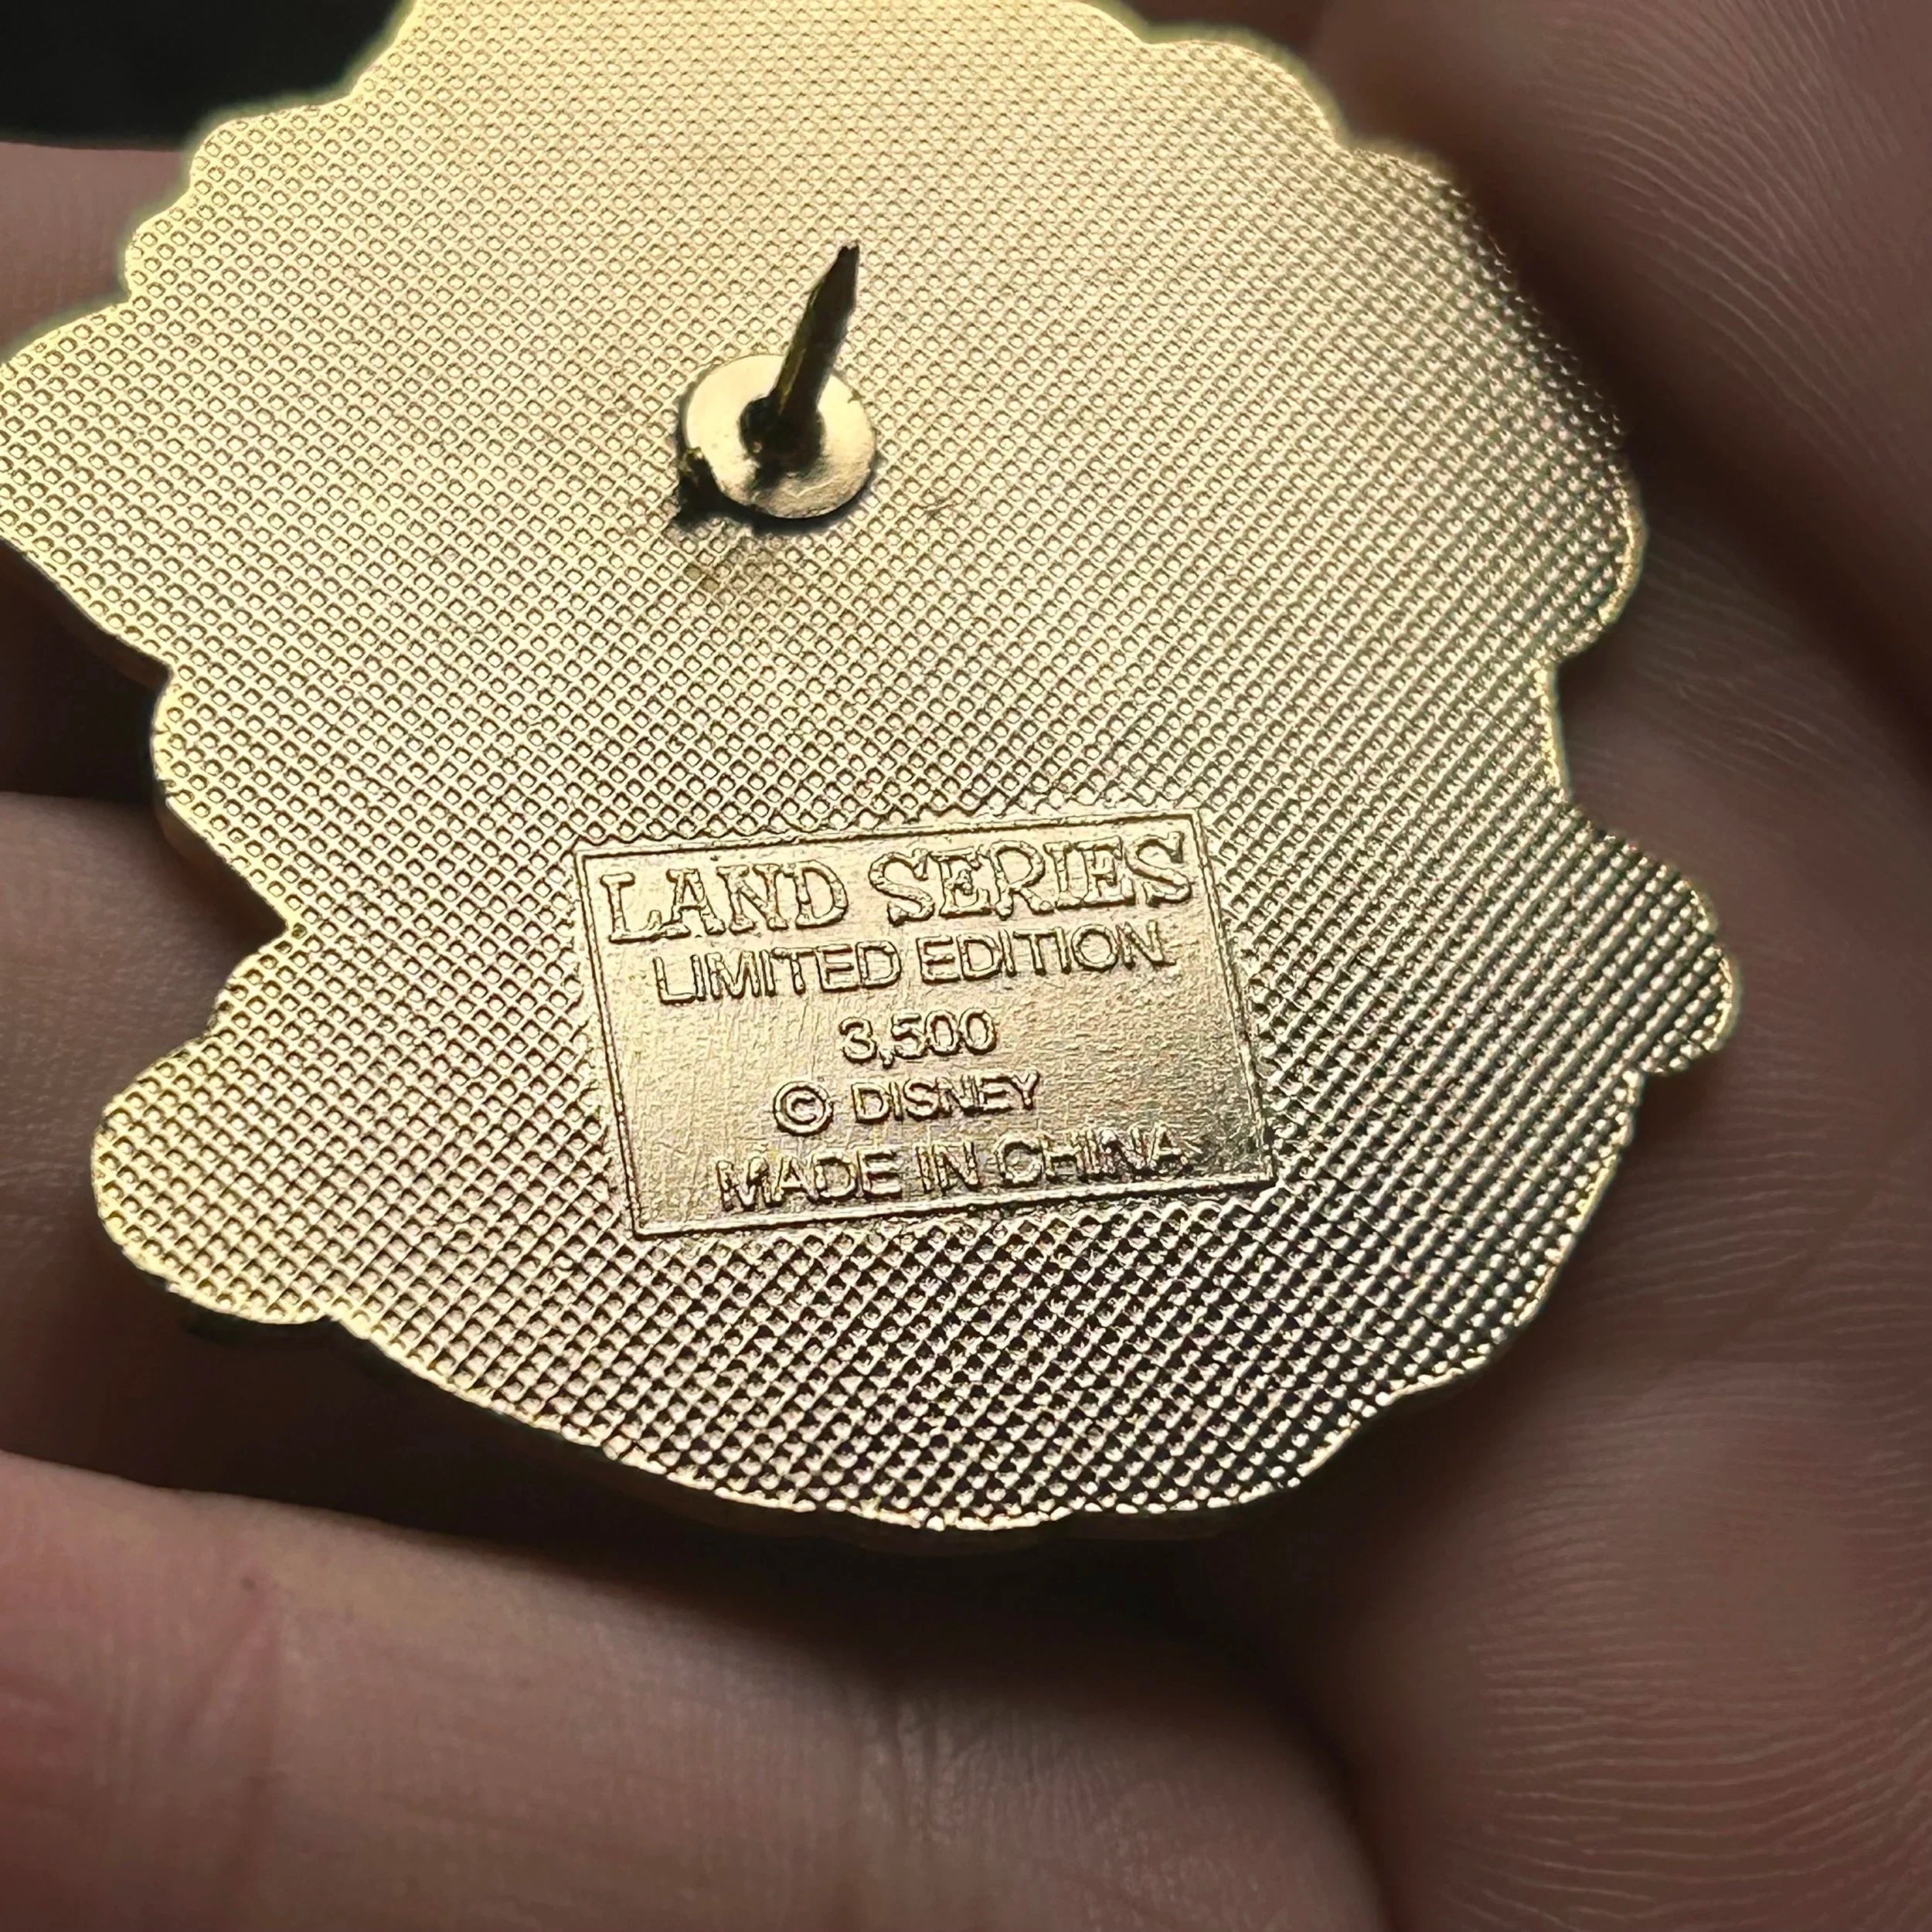 LAND SERIES
LIMITED EDITION
3,500
© DISNEY
MADE IN CHINA